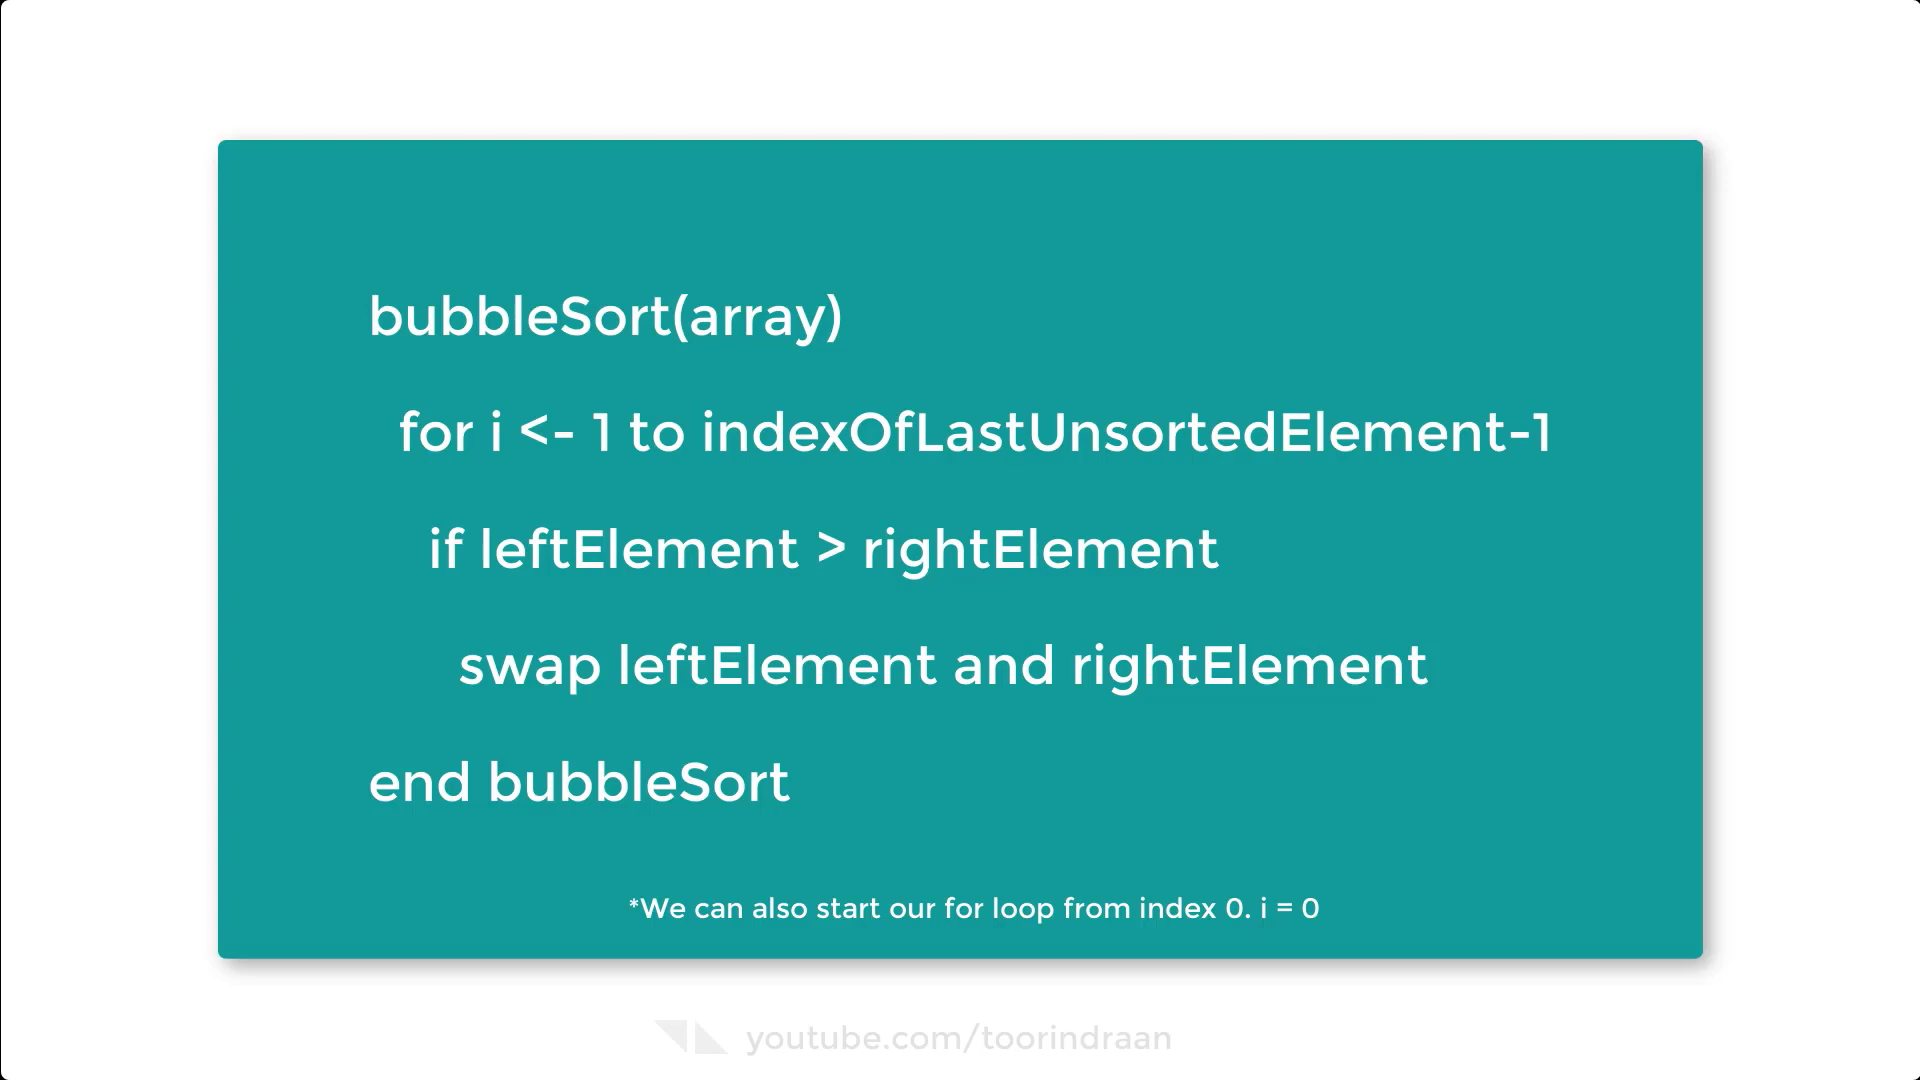 bubbleSort(array)
for i <- 1 to indexOfLastUnsortedElement-1
if leftElement > rightElement
swap leftElement and rightElement
end bubbleSort
*We can also start our for loop from index 0. i = 0
youtube.com/toorindraan